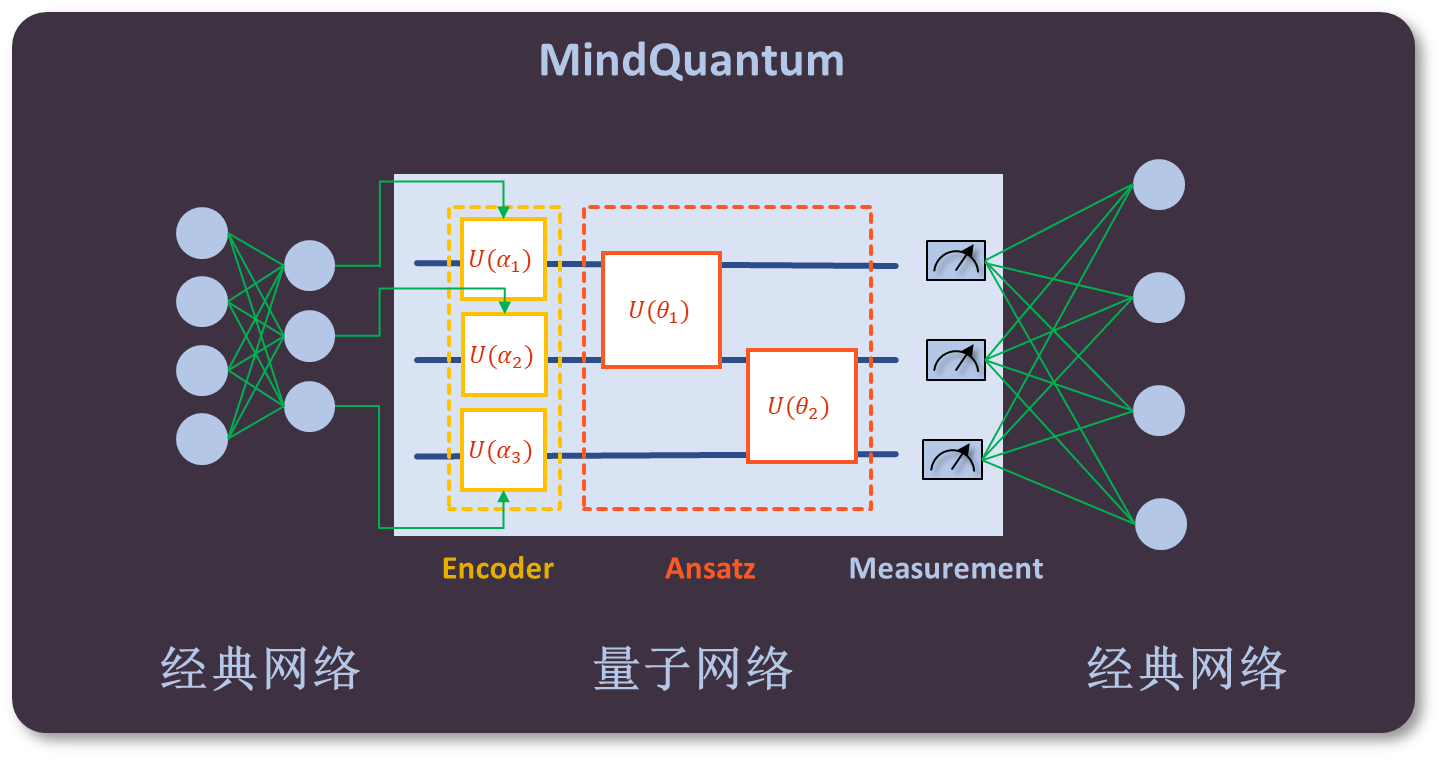 MindQuantum
U(α₁)
U(θ₁)
U(α₂)
U(θ₂)
U(α₃)
Encoder Ansatz Measurement
经典网络 量子网络 经典网络